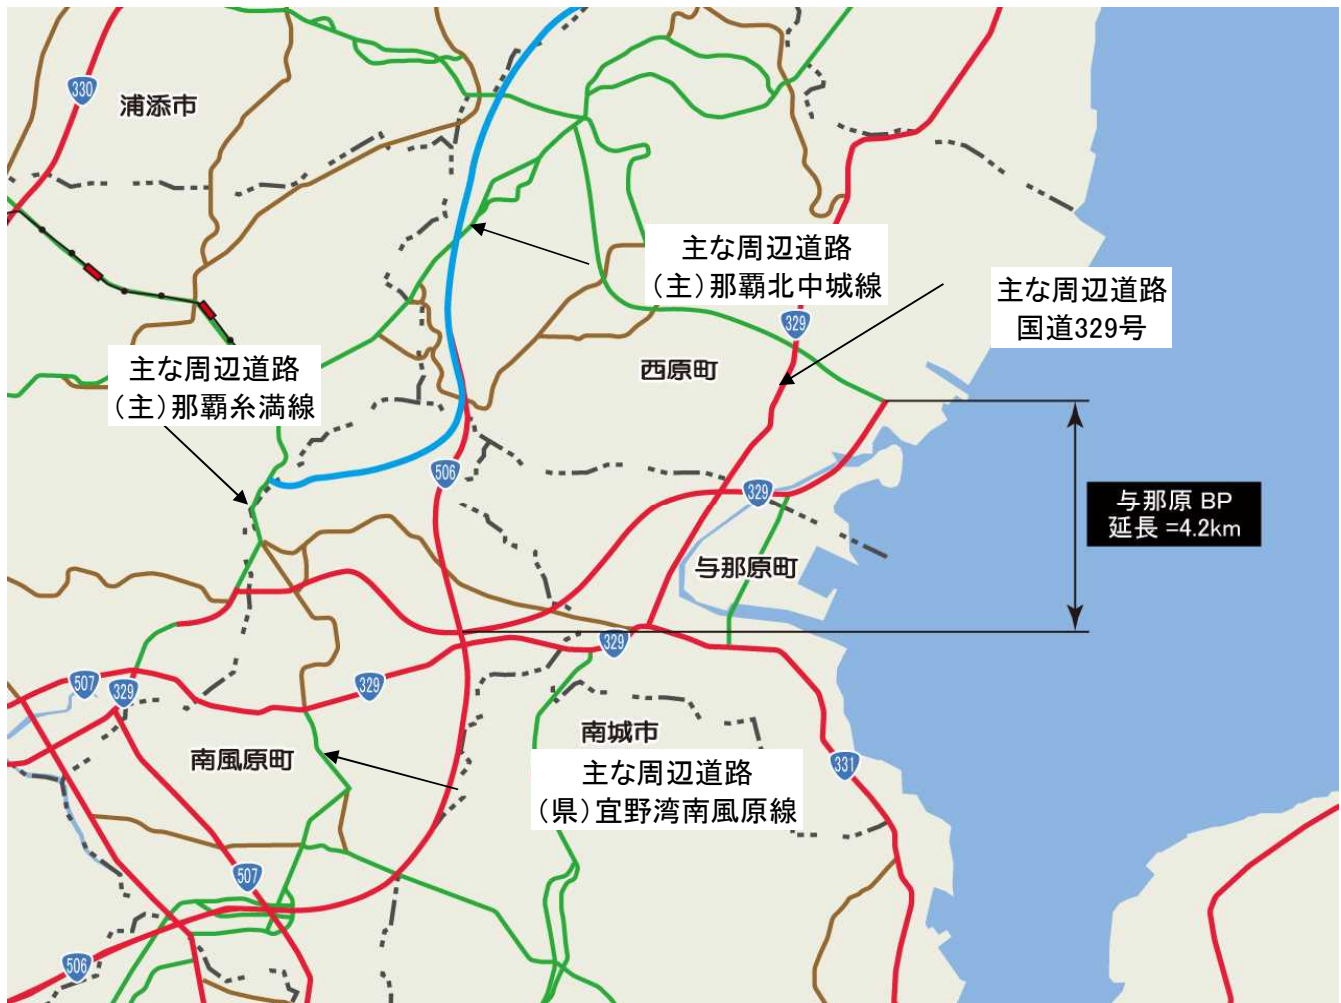 330
浦添市
主な周辺道路
(主)那覇北中城線
主な周辺道路
国道329号
329
西原町
主な周辺道路
(主)那覇糸満線
506
329
与那原 BP
延長 =4.2km
与那原町
329
507
329
329
南城市
南風原町
主な周辺道路
(県)宜野湾南風原線
331
507
506